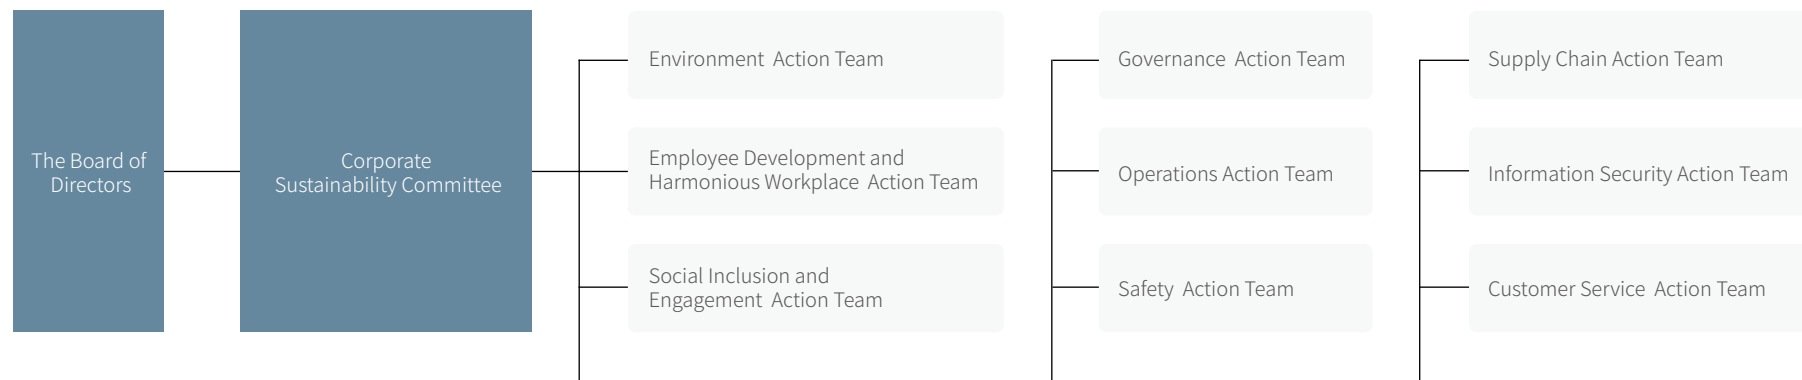 The Board of
Directors
Corporate
Sustainability Committee
Environment Action Team
Employee Development and
Harmonious Workplace Action Team
Social Inclusion and
Engagement Action Team
Governance Action Team
Operations Action Team
Safety Action Team
Supply Chain Action Team
Information Security Action Team
Customer Service Action Team